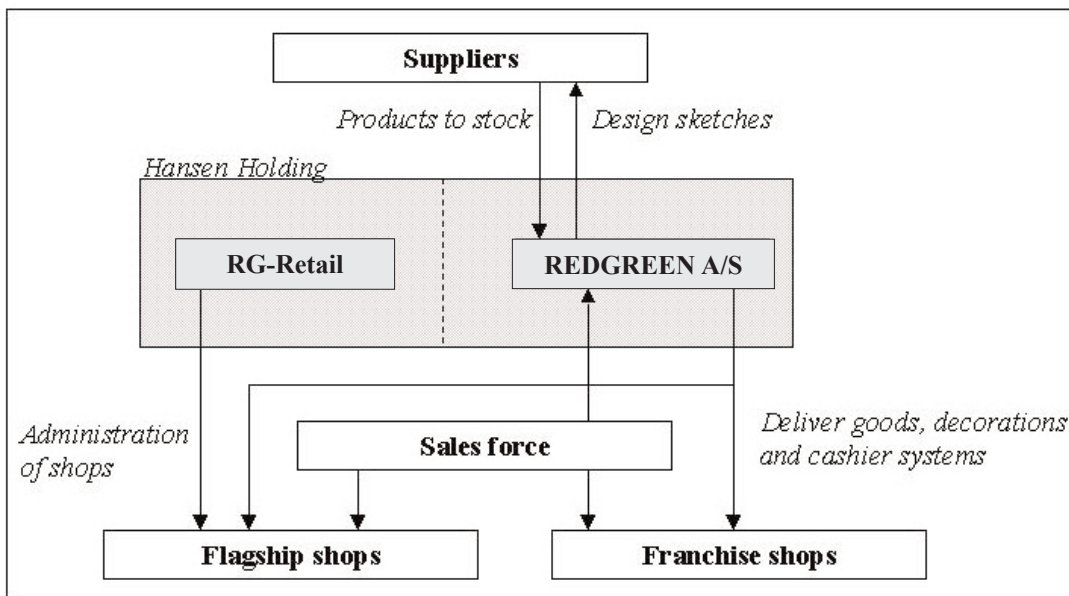 Suppliers
Products to stock
Design sketches
Hansen Holding
RG-Retail
REDGREEN A/S
Administration
of shops
Sales force
Deliver goods, decorations
and cashier systems
Flagship shops
Franchise shops